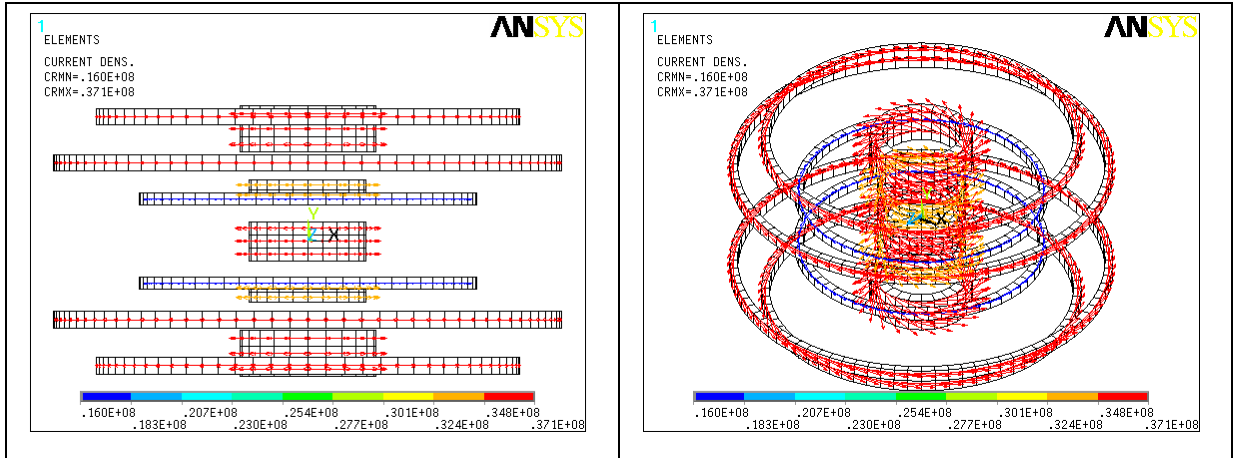 1
ANSYS
ELEMENTS
CURRENT DENS.
CRMN=.160E+08
CRMX=.371E+08
Y
Z X
.160E+08 .207E+08 .254E+08 .301E+08 .348E+08
.183E+08 .230E+08 .277E+08 .324E+08 .371E+08
1
ANSYS
ELEMENTS
CURRENT DENS.
CRMN=.160E+08
CRMX=.371E+08
Y
Z X
.160E+08 .207E+08 .254E+08 .301E+08 .348E+08
.183E+08 .230E+08 .277E+08 .324E+08 .371E+08